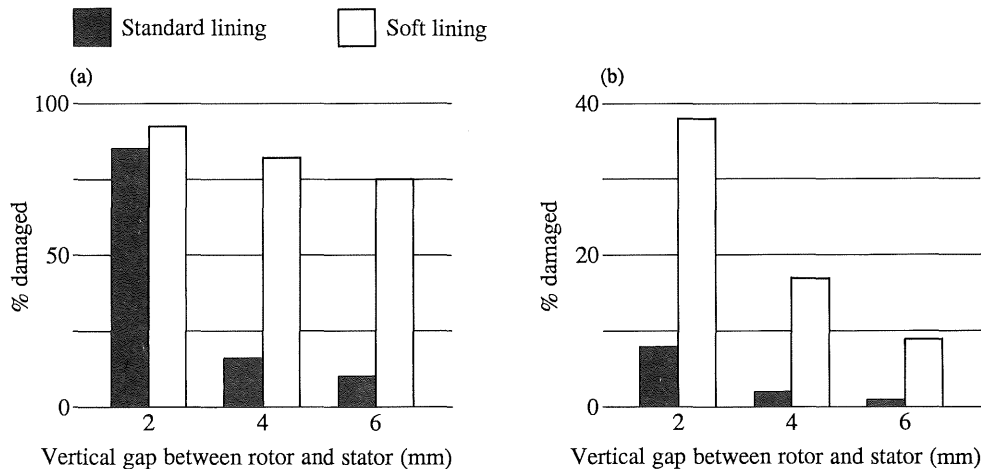 Standard lining Soft lining
(a) (b)
100 40
% damaged 50 % damaged 20
0 0
2 4 6 2 4 6
Vertical gap between rotor and stator (mm) Vertical gap between rotor and stator (mm)